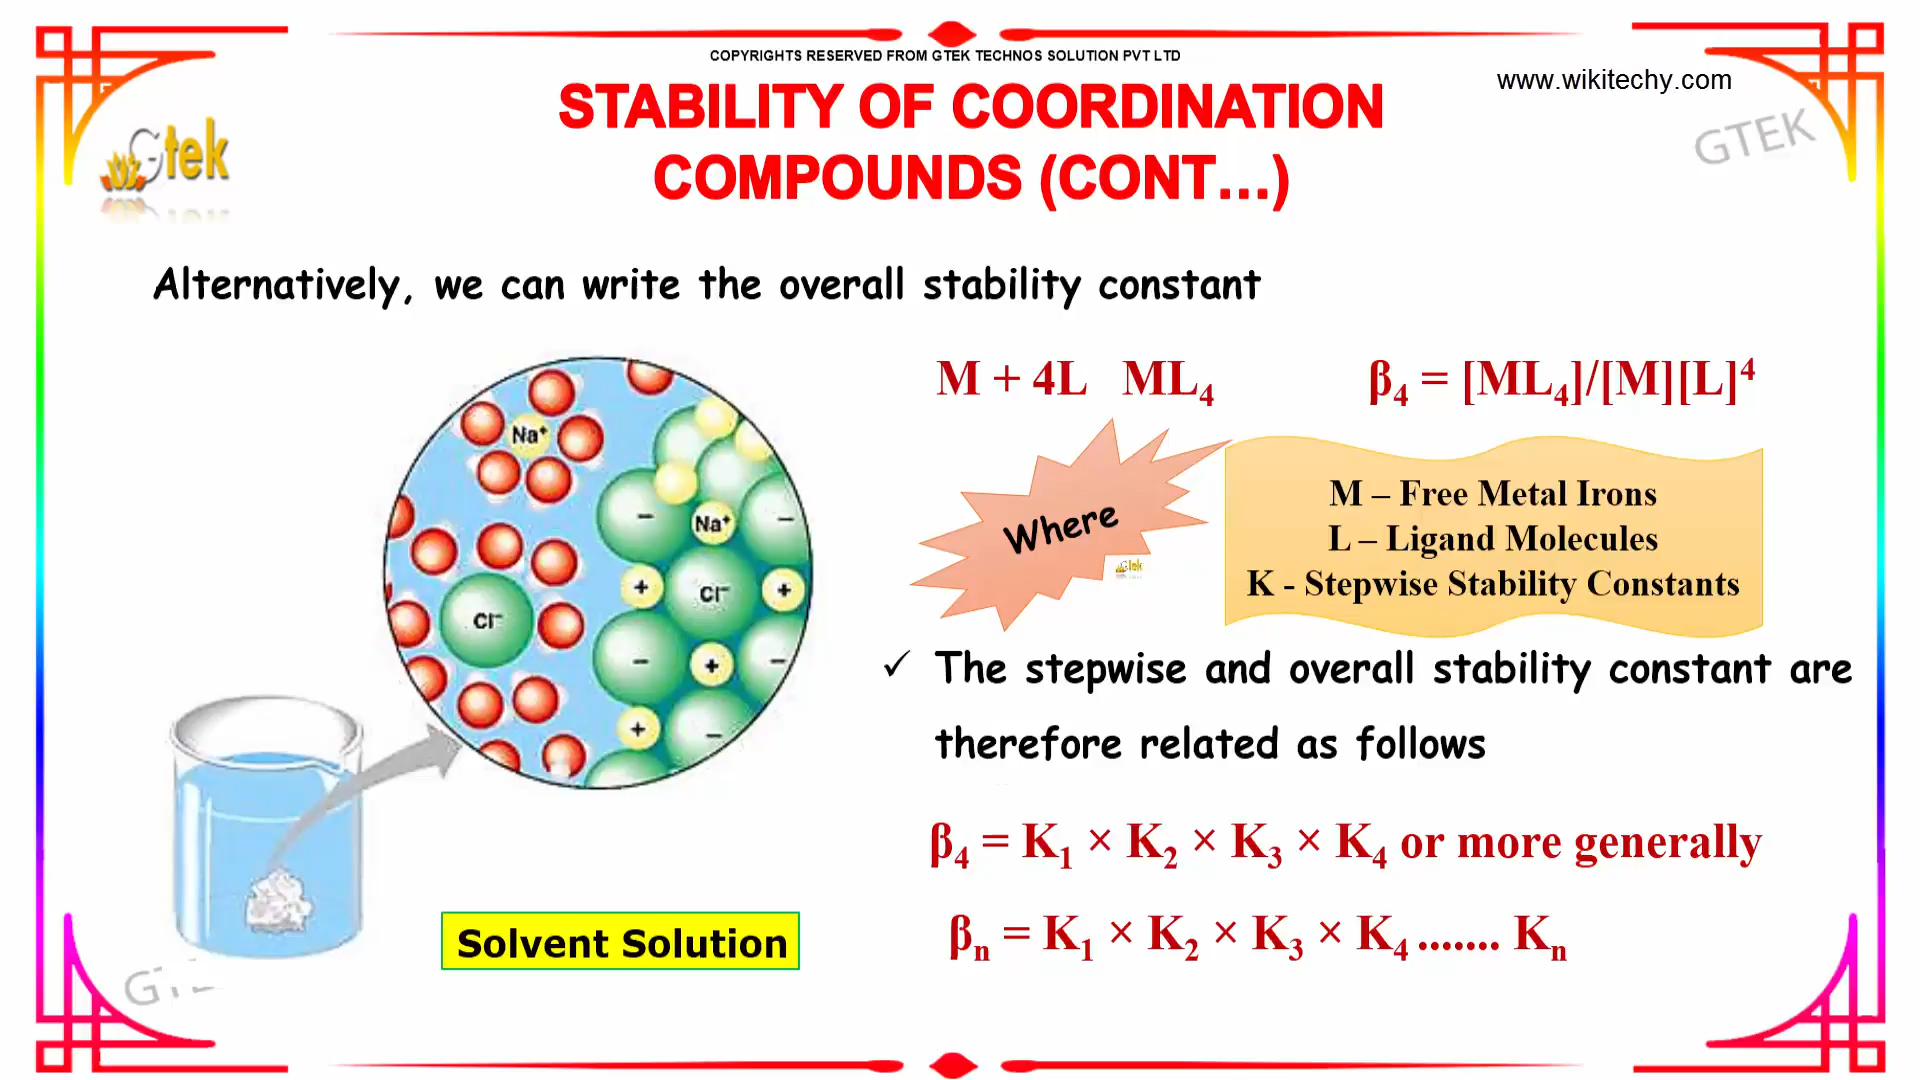 COPYRIGHTS RESERVED FROM GTEK TECHNOS SOLUTION PVT LTD
www.wikitechy.com
STABILITY OF COORDINATION
COMPOUNDS (CONT...)
Gtek
GTEK
Alternatively, we can write the overall stability constant
M + 4L ML₄ β₄ = [ML₄]/[M][L]⁴
Where
Gtek
M – Free Metal Irons
L – Ligand Molecules
K - Stepwise Stability Constants
✓ The stepwise and overall stability constant are
therefore related as follows
β₄ = K₁ × K₂ × K₃ × K₄ or more generally
βₙ = K₁ × K₂ × K₃ × K₄ ....... Kₙ
Na⁺
Na⁺
Cl⁻
Cl⁻
− − − − −
+ + + +
Solvent Solution